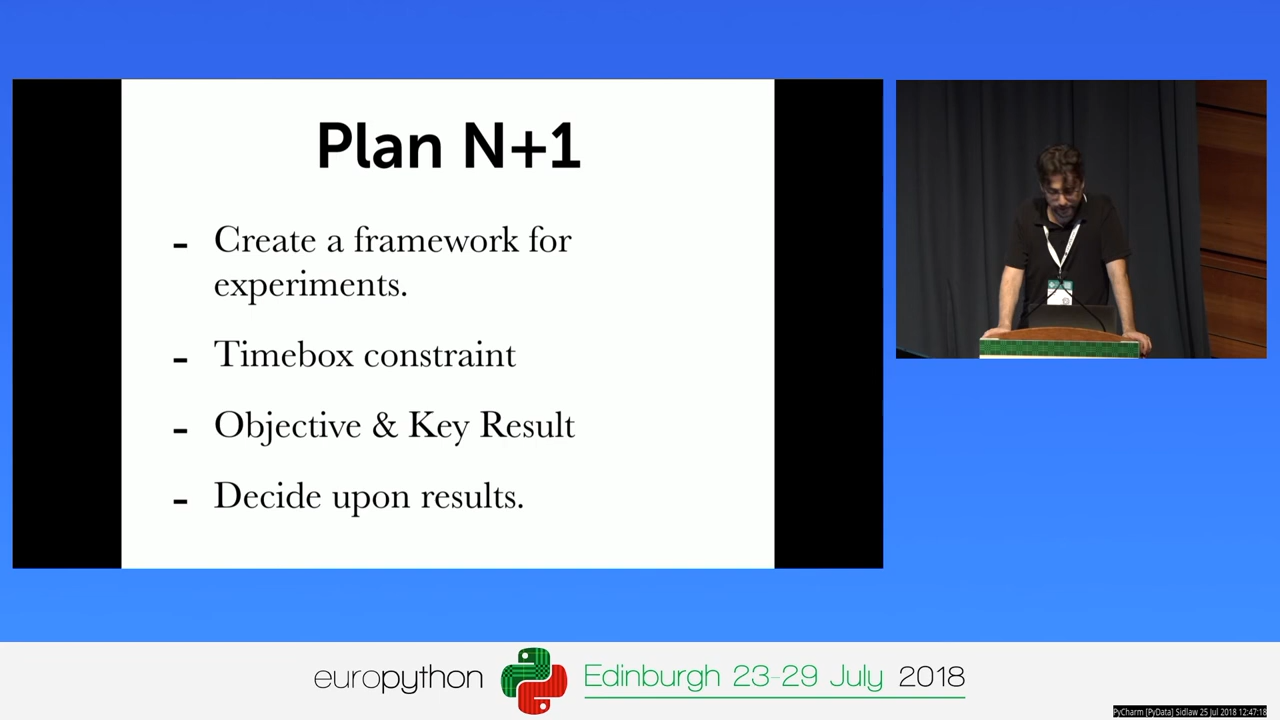 Plan N+1
- Create a framework for
experiments.
- Timebox constraint
- Objective & Key Result
- Decide upon results.
europython Edinburgh 23-29 July 2018
PyCharm [PyData] Sidlaw 25 Jul 2018 12:47:18